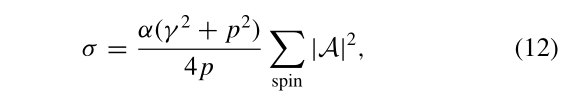 σ = α(γ² + p²) / 4p ∑_spin |𝒜|², (12)